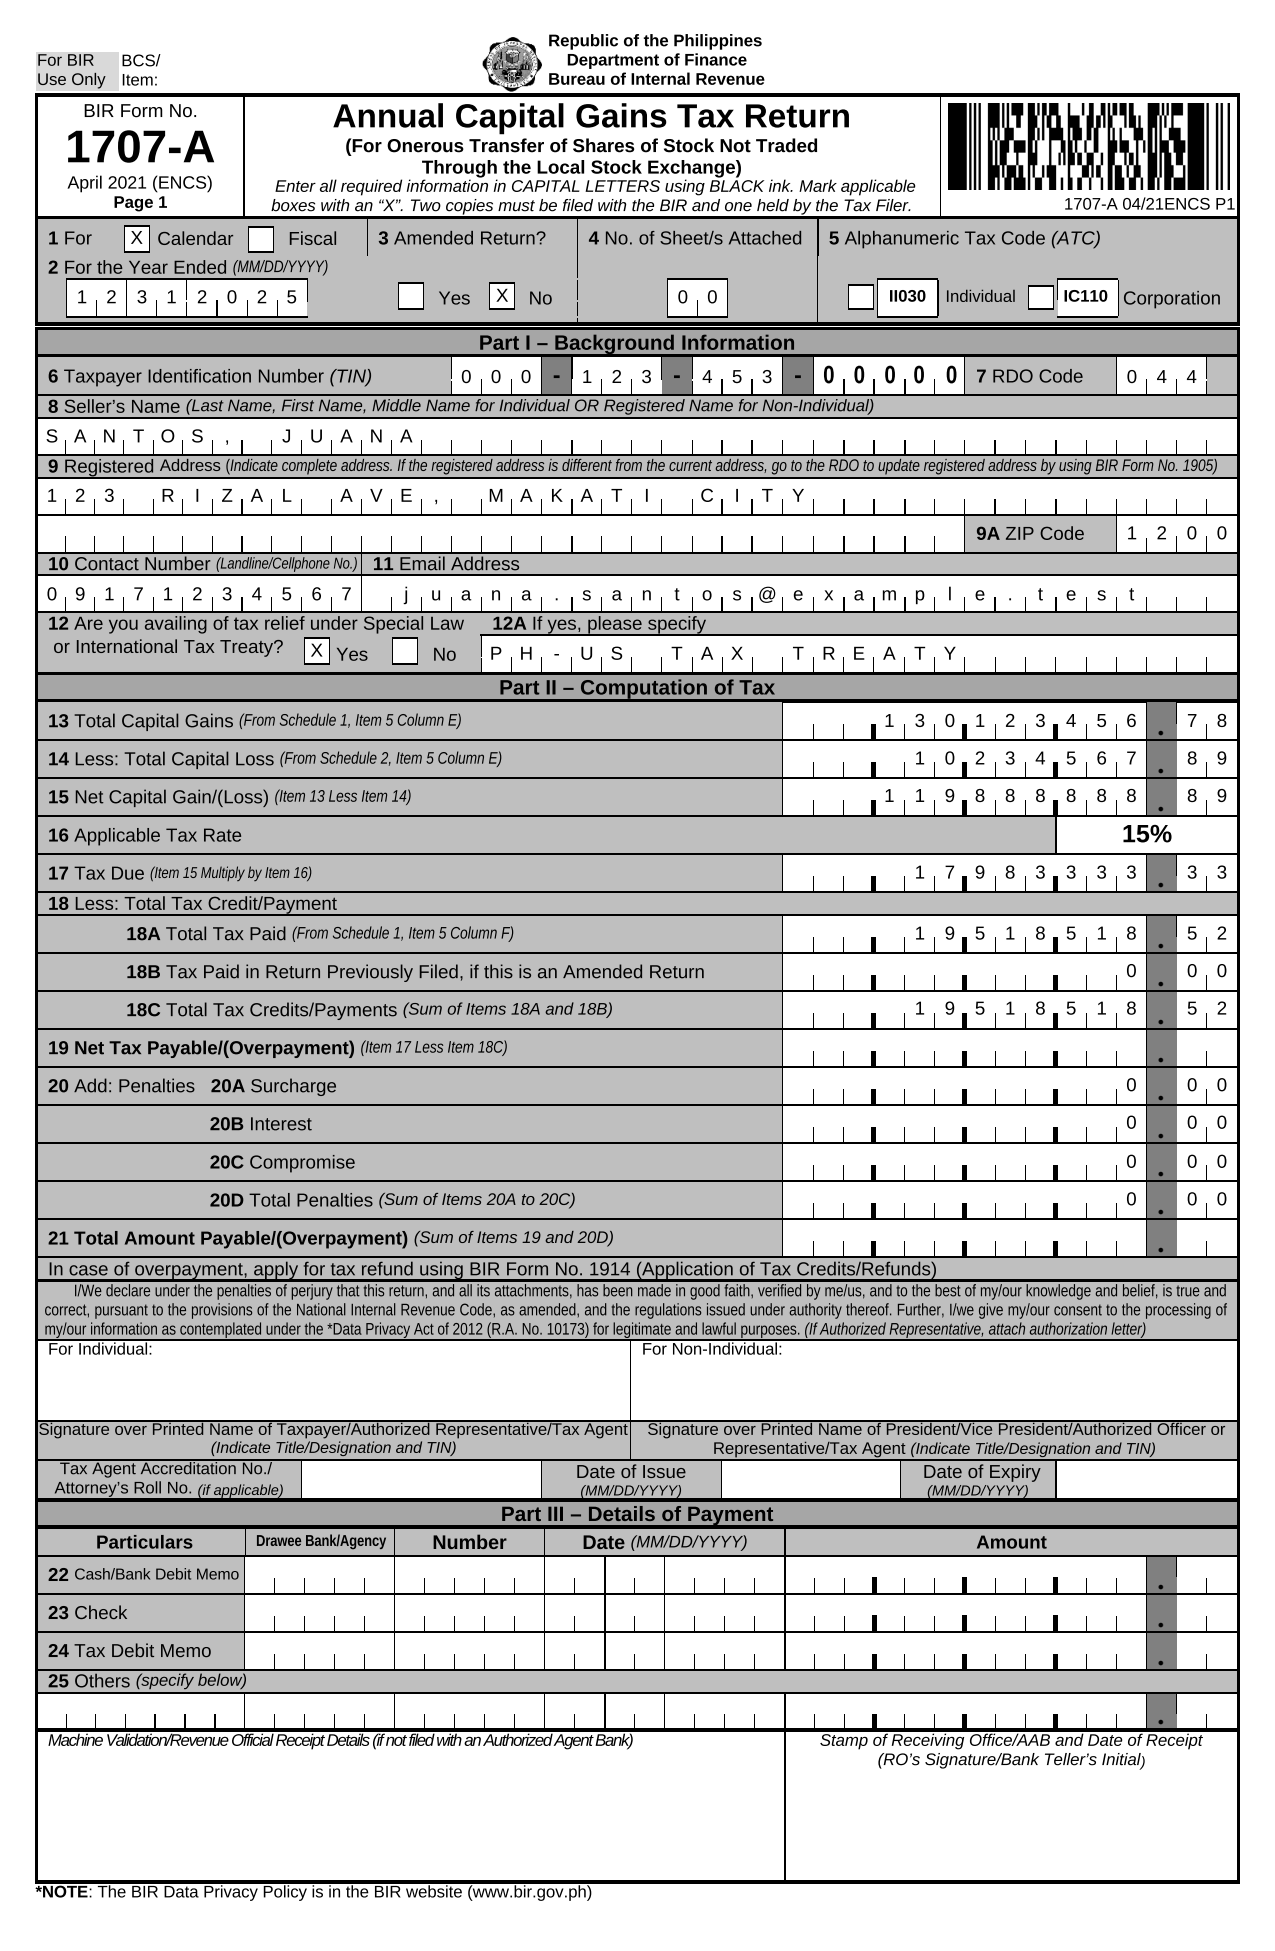 For BIR Use Only
BCS/ Item:
Republic of the Philippines
Department of Finance
Bureau of Internal Revenue
BIR Form No.
1707-A
April 2021 (ENCS)
Page 1
Annual Capital Gains Tax Return
(For Onerous Transfer of Shares of Stock Not Traded
Through the Local Stock Exchange)
Enter all required information in CAPITAL LETTERS using BLACK ink. Mark applicable
boxes with an “X”. Two copies must be filed with the BIR and one held by the Tax Filer.
1707-A 04/21ENCS P1
1 For X Calendar Fiscal
2 For the Year Ended (MM/DD/YYYY)
12312025
3 Amended Return?
Yes X No
4 No. of Sheet/s Attached
00
5 Alphanumeric Tax Code (ATC)
II030 Individual IC110 Corporation
Part I – Background Information
6 Taxpayer Identification Number (TIN) 000 - 123 - 453 - 00000 7 RDO Code 044
8 Seller’s Name (Last Name, First Name, Middle Name for Individual OR Registered Name for Non-Individual)
SANTOS, JUANA
9 Registered Address (Indicate complete address. If the registered address is different from the current address, go to the RDO to update registered address by using BIR Form No. 1905)
123 RIZAL AVE, MAKATI CITY
9A ZIP Code 1200
10 Contact Number (Landline/Cellphone No.) 11 Email Address
09171234567 juana.santos@example.test
12 Are you availing of tax relief under Special Law
or International Tax Treaty? X Yes No
12A If yes, please specify
PH-US TAX TREATY
Part II – Computation of Tax
13 Total Capital Gains (From Schedule 1, Item 5 Column E) 130123456.78
14 Less: Total Capital Loss (From Schedule 2, Item 5 Column E) 10234567.89
15 Net Capital Gain/(Loss) (Item 13 Less Item 14) 119888888.89
16 Applicable Tax Rate 15%
17 Tax Due (Item 15 Multiply by Item 16) 17983333.33
18 Less: Total Tax Credit/Payment
18A Total Tax Paid (From Schedule 1, Item 5 Column F) 19518518.52
18B Tax Paid in Return Previously Filed, if this is an Amended Return 0.00
18C Total Tax Credits/Payments (Sum of Items 18A and 18B) 19518518.52
19 Net Tax Payable/(Overpayment) (Item 17 Less Item 18C) .
20 Add: Penalties 20A Surcharge 0.00
20B Interest 0.00
20C Compromise 0.00
20D Total Penalties (Sum of Items 20A to 20C) 0.00
21 Total Amount Payable/(Overpayment) (Sum of Items 19 and 20D) .
In case of overpayment, apply for tax refund using BIR Form No. 1914 (Application of Tax Credits/Refunds)
I/We declare under the penalties of perjury that this return, and all its attachments, has been made in good faith, verified by me/us, and to the best of my/our knowledge and belief, is true and
correct, pursuant to the provisions of the National Internal Revenue Code, as amended, and the regulations issued under authority thereof. Further, I/we give my/our consent to the processing of
my/our information as contemplated under the *Data Privacy Act of 2012 (R.A. No. 10173) for legitimate and lawful purposes. (If Authorized Representative, attach authorization letter)
For Individual:
For Non-Individual:
Signature over Printed Name of Taxpayer/Authorized Representative/Tax Agent
(Indicate Title/Designation and TIN)
Signature over Printed Name of President/Vice President/Authorized Officer or
Representative/Tax Agent (Indicate Title/Designation and TIN)
Tax Agent Accreditation No./
Attorney’s Roll No. (if applicable)
Date of Issue
(MM/DD/YYYY)
Date of Expiry
(MM/DD/YYYY)
Part III – Details of Payment
Particulars Drawee Bank/Agency Number Date (MM/DD/YYYY) Amount
22 Cash/Bank Debit Memo .
23 Check .
24 Tax Debit Memo .
25 Others (specify below)
.
Machine Validation/Revenue Official Receipt Details (if not filed with an Authorized Agent Bank)
Stamp of Receiving Office/AAB and Date of Receipt
(RO’s Signature/Bank Teller’s Initial)
*NOTE: The BIR Data Privacy Policy is in the BIR website (www.bir.gov.ph)